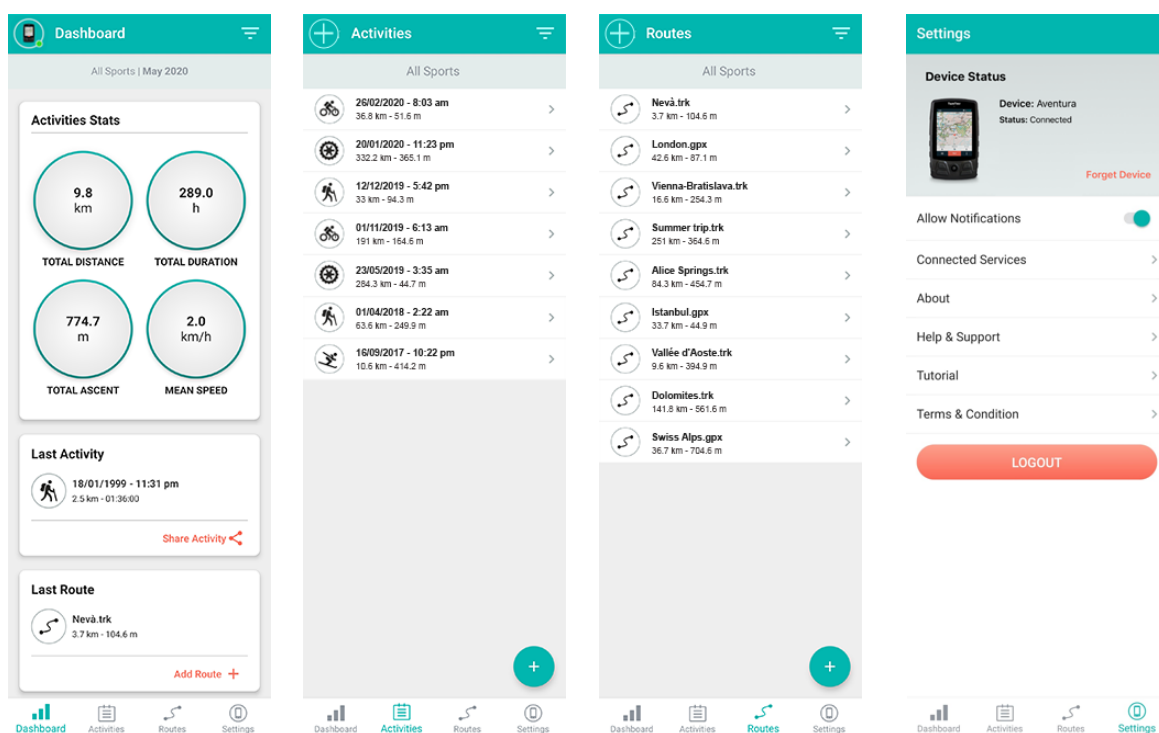 Dashboard
All Sports | May 2020
Activities Stats
9.8
km
289.0
h
TOTAL DISTANCE
TOTAL DURATION
774.7
m
2.0
km/h
TOTAL ASCENT
MEAN SPEED
Last Activity
18/01/1999 - 11:31 pm
2.5 km - 01:36:00
Share Activity
Last Route
Nevà.trk
3.7 km - 104.6 m
Add Route +
Dashboard
Activities
Routes
Settings
Activities
All Sports
26/02/2020 - 8:03 am
36.8 km - 51.6 m
20/01/2020 - 11:23 pm
332.2 km - 365.1 m
12/12/2019 - 5:42 pm
33 km - 94.3 m
01/11/2019 - 6:13 am
191 km - 164.6 m
23/05/2019 - 3:35 am
284.3 km - 44.7 m
01/04/2018 - 2:22 am
63.6 km - 249.9 m
16/09/2017 - 10:22 pm
10.6 km - 414.2 m
+
Dashboard
Activities
Routes
Settings
Routes
All Sports
Nevà.trk
3.7 km - 104.6 m
London.gpx
42.6 km - 87.1 m
Vienna-Bratislava.trk
16.6 km - 254.3 m
Summer trip.trk
251 km - 364.6 m
Alice Springs.trk
84.3 km - 454.7 m
Istanbul.gpx
33.7 km - 44.9 m
Vallée d'Aoste.trk
9.6 km - 394.9 m
Dolomites.trk
141.8 km - 561.6 m
Swiss Alps.gpx
36.7 km - 704.6 m
+
Dashboard
Activities
Routes
Settings
Settings
Device Status
Device: Aventura
Status: Connected
Forget Device
Allow Notifications
Connected Services
About
Help & Support
Tutorial
Terms & Condition
LOGOUT
Dashboard
Activities
Routes
Settings